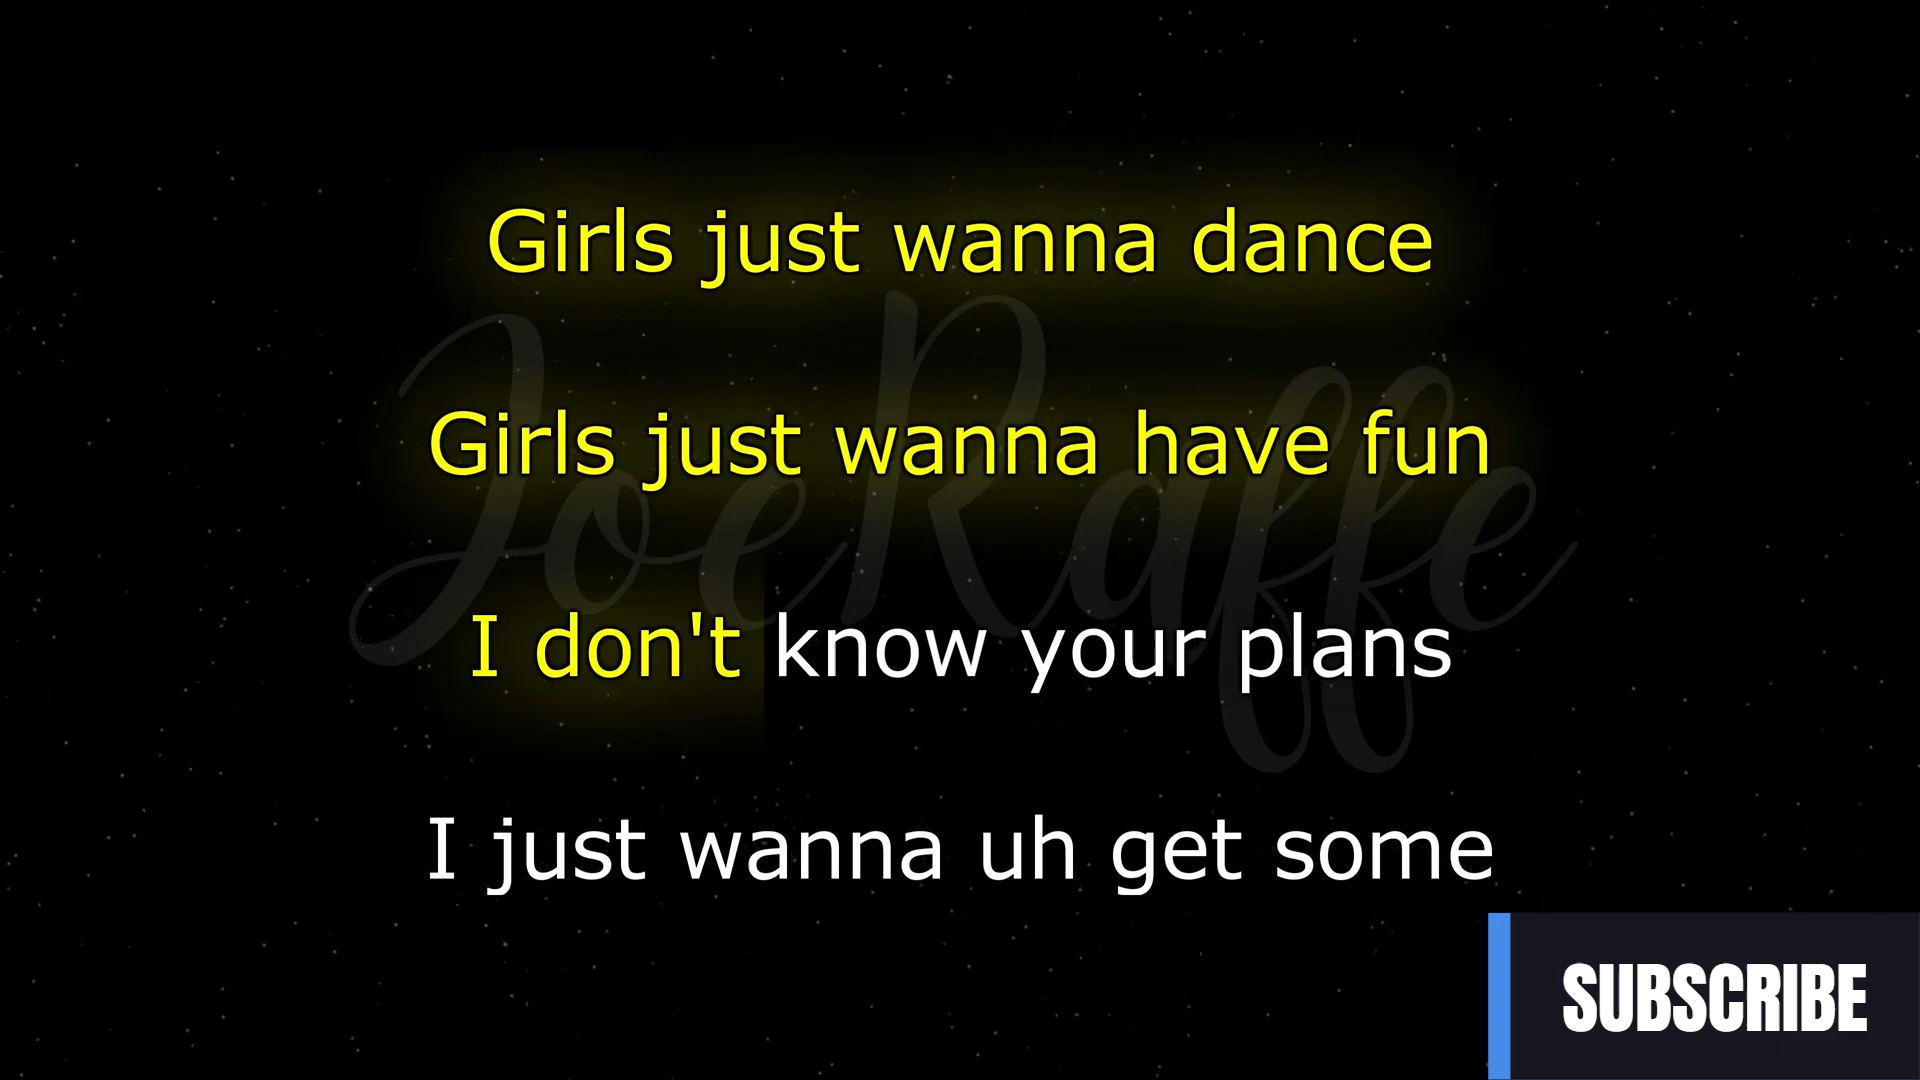 Girls just wanna dance
Girls just wanna have fun
JoeRaffe
I don't know your plans
I just wanna uh get some
SUBSCRIBE